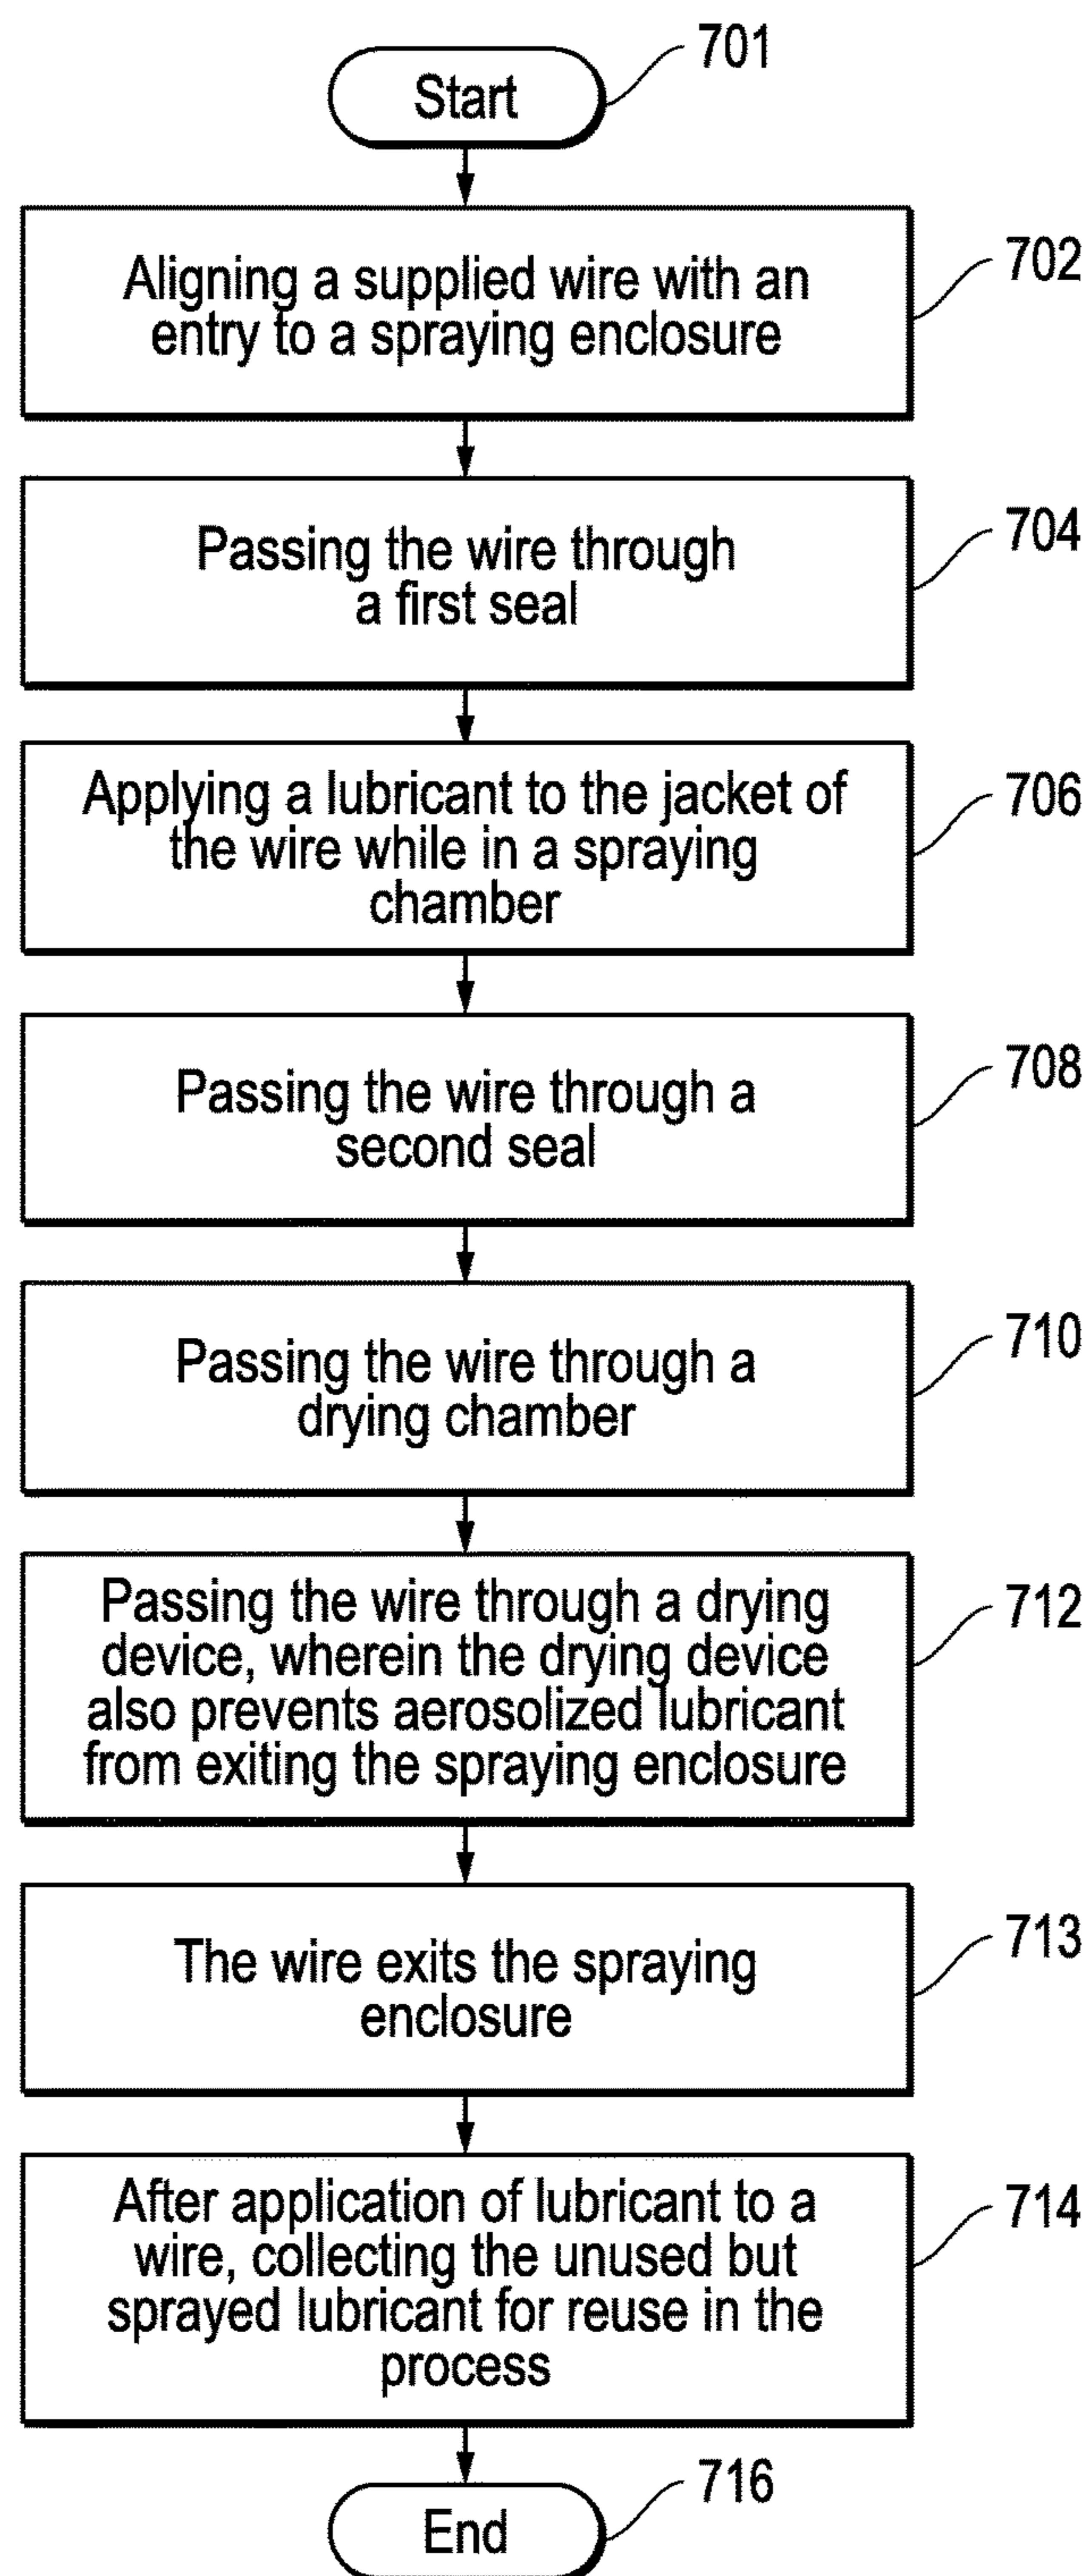 Start
701
Aligning a supplied wire with an
entry to a spraying enclosure
702
Passing the wire through
a first seal
704
Applying a lubricant to the jacket of
the wire while in a spraying
chamber
706
Passing the wire through a
second seal
708
Passing the wire through a
drying chamber
710
Passing the wire through a drying
device, wherein the drying device
also prevents aerosolized lubricant
from exiting the spraying enclosure
712
The wire exits the spraying
enclosure
713
After application of lubricant to a
wire, collecting the unused but
sprayed lubricant for reuse in the
process
714
End
716